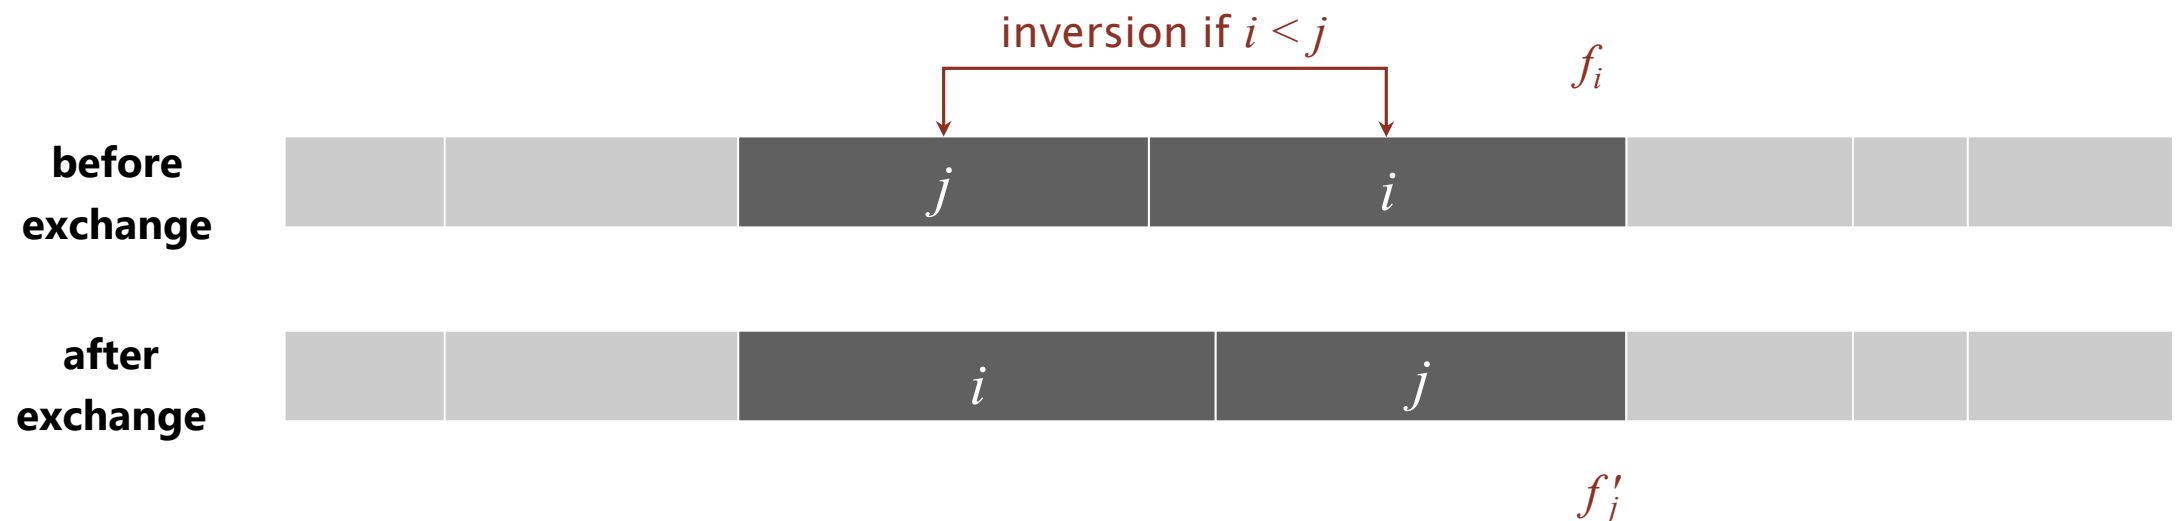 inversion if i < j
fᵢ
before
exchange
j
i
after
exchange
i
j
f′ⱼ